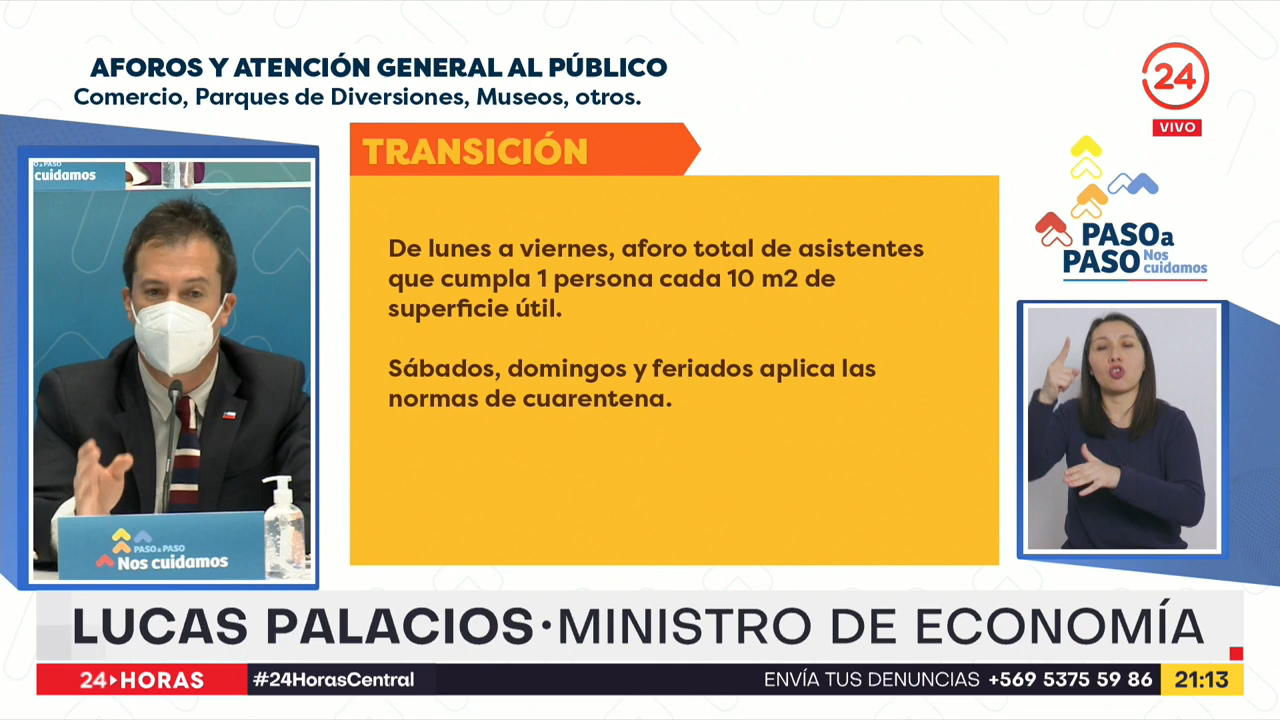 AFOROS Y ATENCIÓN GENERAL AL PÚBLICO
Comercio, Parques de Diversiones, Museos, otros.
24
VIVO
TRANSICIÓN
De lunes a viernes, aforo total de asistentes
que cumpla 1 persona cada 10 m2 de
superficie útil.
Sábados, domingos y feriados aplica las
normas de cuarentena.
PASO a
PASO Nos
cuidamos
cuidamos
PASO a PASO
Nos cuidamos
LUCAS PALACIOS·MINISTRO DE ECONOMÍA
24 HORAS
#24HorasCentral
ENVÍA TUS DENUNCIAS +569 5375 59 86
21:13